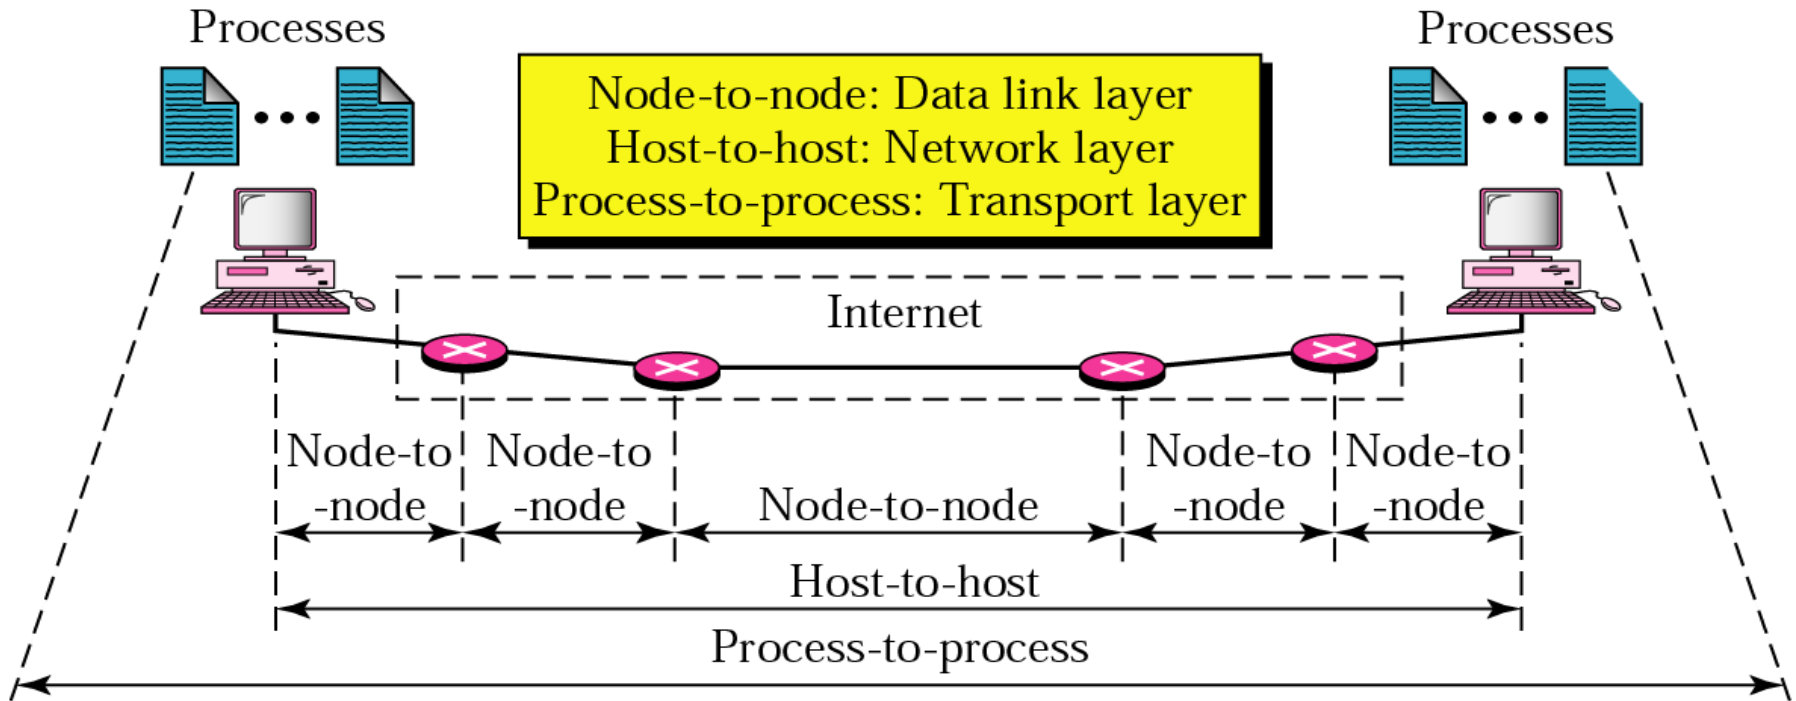 Processes
Processes
Node-to-node: Data link layer
Host-to-host: Network layer
Process-to-process: Transport layer
Internet
Node-to
-node
Node-to
-node
Node-to-node
Node-to
-node
Node-to
-node
Host-to-host
Process-to-process